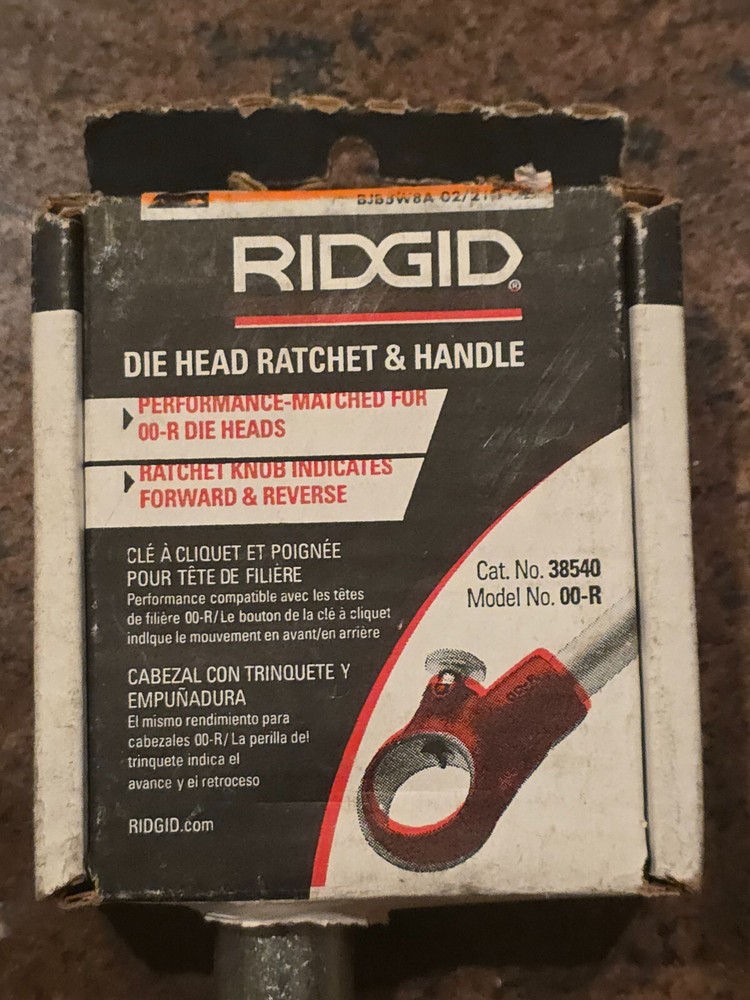 BJB5W8A 02/21
RIDGID®
DIE HEAD RATCHET & HANDLE
PERFORMANCE-MATCHED FOR
00-R DIE HEADS
RATCHET KNOB INDICATES
FORWARD & REVERSE
CLÉ À CLIQUET ET POIGNÉE
POUR TÊTE DE FILIÈRE
Performance compatible avec les têtes
de filière 00-R/Le bouton de la clé à cliquet
indique le mouvement en avant/en arrière
CABEZAL CON TRINQUETE Y
EMPUÑADURA
El mismo rendimiento para
cabezales 00-R/La perilla del
trinquete indica el
avance y el retroceso
RIDGID.com
Cat. No. 38540
Model No. 00-R